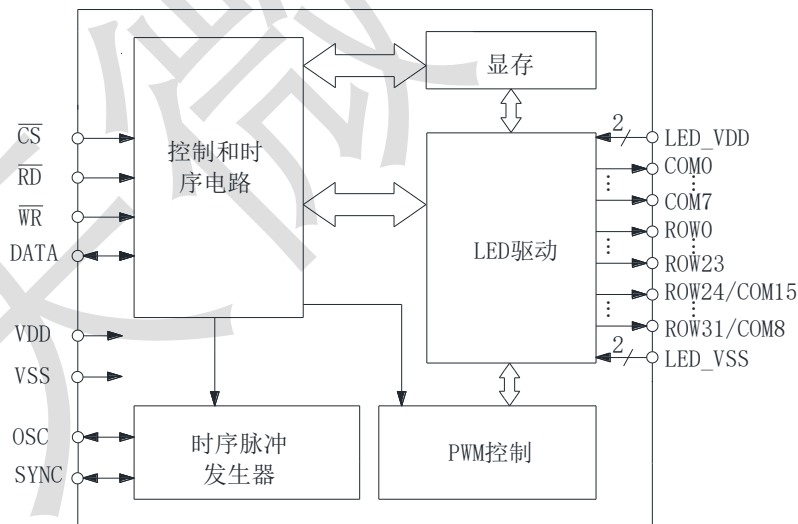 显存
控制和时
序电路
LED驱动
时序脉冲
发生器
PWM控制
CS
RD
WR
DATA
VDD
VSS
OSC
SYNC
2
LED_VDD
COM0
COM7
ROW0
ROW23
ROW24/COM15
ROW31/COM8
2
LED_VSS